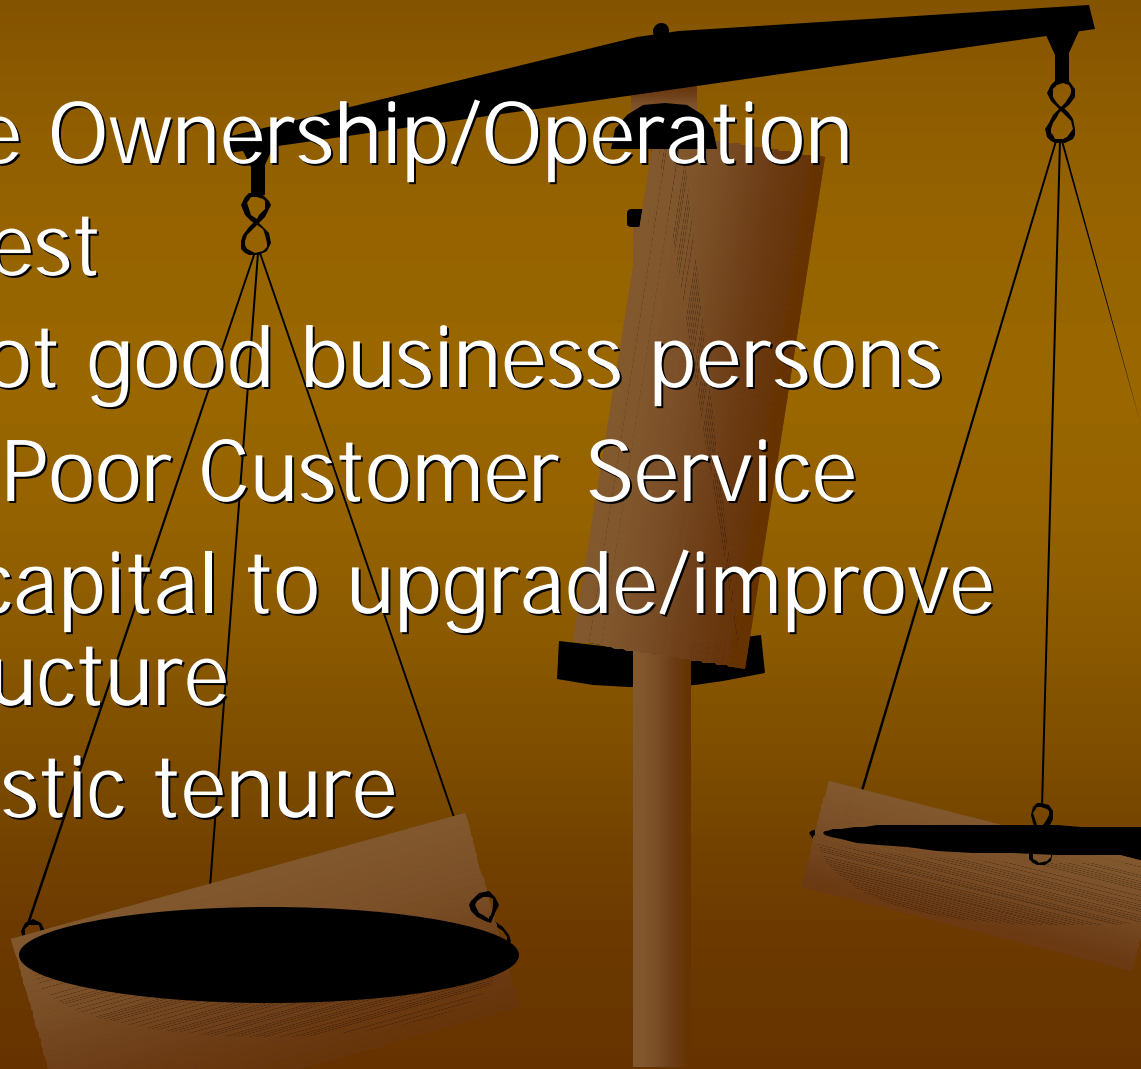 e Ownership/Operation
est
ot good business persons
Poor Customer Service
capital to upgrade/improve
ucture
stic tenure